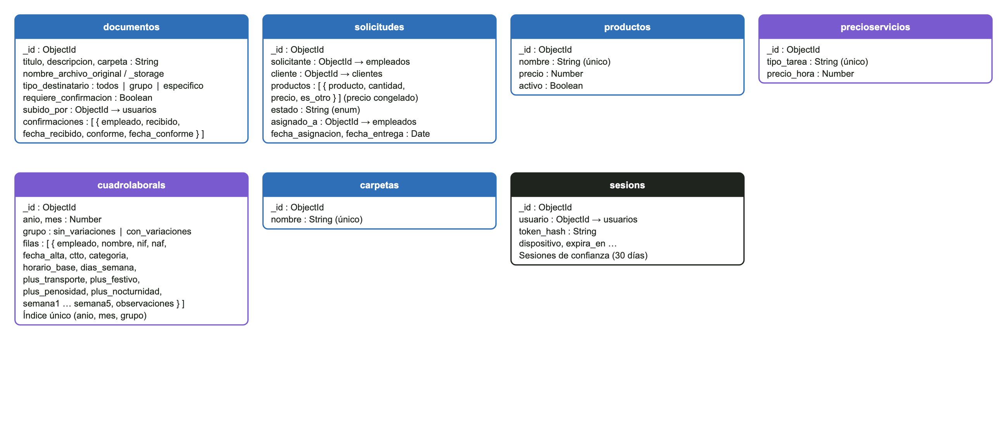 documentos
_id : ObjectId
titulo, descripcion, carpeta : String
nombre_archivo_original / _storage
tipo_destinatario : todos | grupo | especifico
requiere_confirmacion : Boolean
subido_por : ObjectId → usuarios
confirmaciones : [ { empleado, recibido,
fecha_recibido, conforme, fecha_conforme } ]
solicitudes
_id : ObjectId
solicitante : ObjectId → empleados
cliente : ObjectId → clientes
productos : [ { producto, cantidad,
precio, es_otro } ] (precio congelado)
estado : String (enum)
asignado_a : ObjectId → empleados
fecha_asignacion, fecha_entrega : Date
productos
_id : ObjectId
nombre : String (único)
precio : Number
activo : Boolean
precioservicios
_id : ObjectId
tipo_tarea : String (único)
precio_hora : Number
cuadrolaborals
_id : ObjectId
anio, mes : Number
grupo : sin_variaciones | con_variaciones
filas : [ { empleado, nombre, nif, naf,
fecha_alta, ctto, categoria,
horario_base, dias_semana,
plus_transporte, plus_festivo,
plus_penosidad, plus_nocturnidad,
semana1 … semana5, observaciones } ]
Índice único (anio, mes, grupo)
carpetas
_id : ObjectId
nombre : String (único)
sesions
_id : ObjectId
usuario : ObjectId → usuarios
token_hash : String
dispositivo, expira_en …
Sesiones de confianza (30 días)